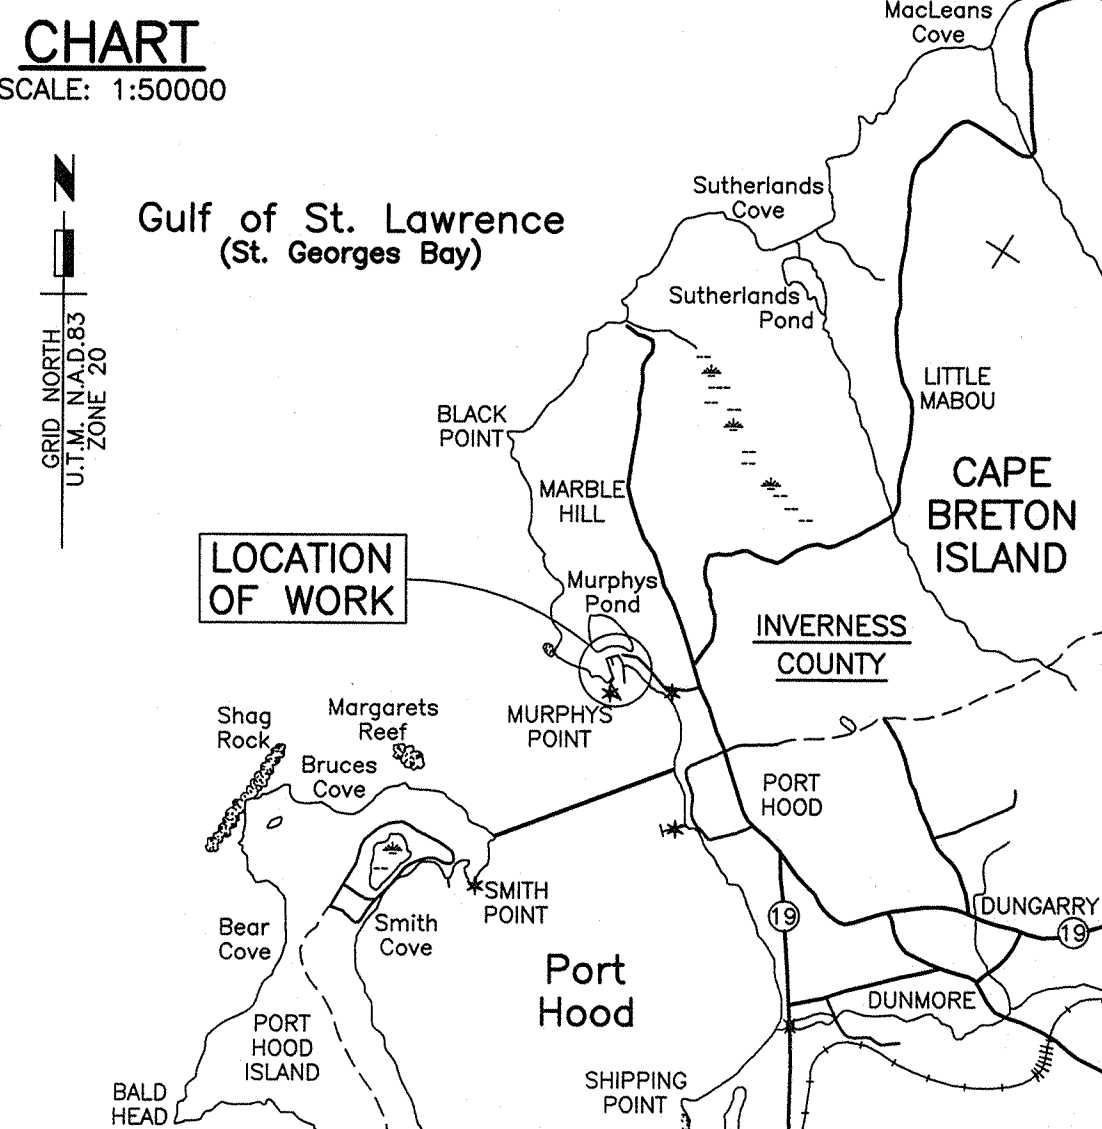 CHART
SCALE: 1:50000
MacLeans
Cove
N
Gulf of St. Lawrence
(St. Georges Bay)
Sutherlands
Cove
Sutherlands
Pond
GRID NORTH
U.T.M. N.A.D.83
ZONE 20
LITTLE
MABOU
BLACK
POINT
CAPE
BRETON
ISLAND
MARBLE
HILL
LOCATION
OF WORK
Murphys
Pond
INVERNESS
COUNTY
MURPHYS
POINT
Shag
Rock
Margarets
Reef
Bruces
Cove
PORT
HOOD
SMITH
POINT
Smith
Cove
Bear
Cove
19
DUNGARRY
19
Port
Hood
DUNMORE
PORT
HOOD
ISLAND
SHIPPING
POINT
BALD
HEAD